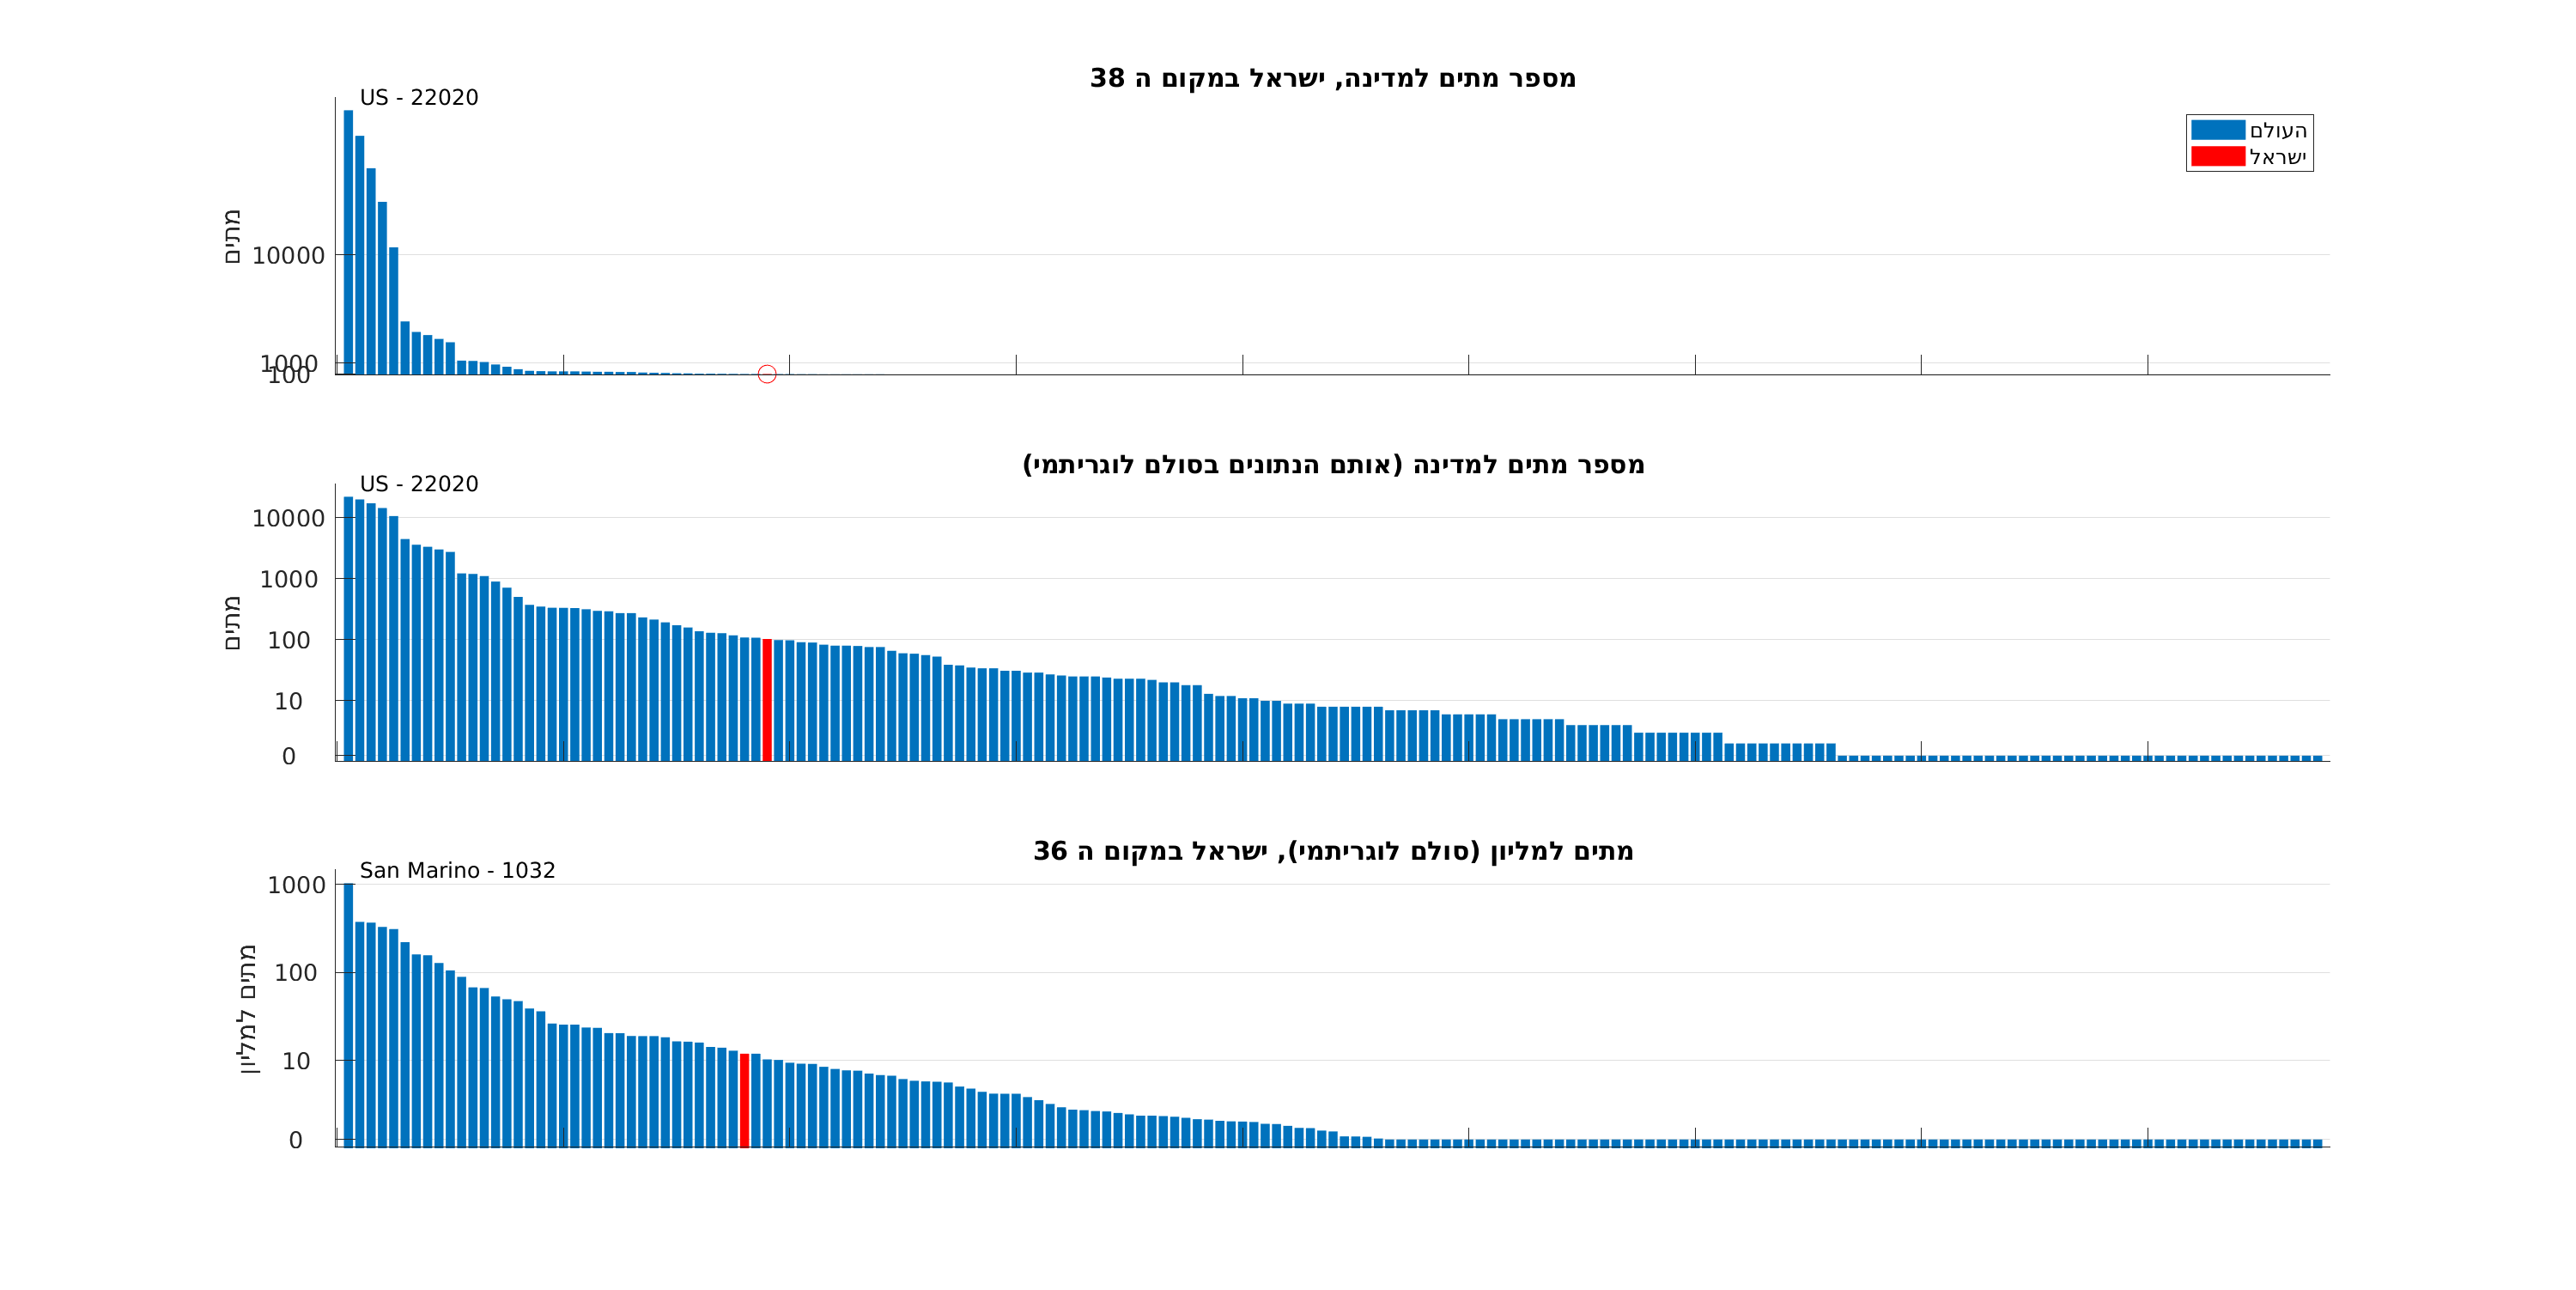 מספר מתים למדינה, ישראל במקום ה 38
US - 22020
העולם
ישראל
מתים
10000
1000
100
מספר מתים למדינה (אותם הנתונים בסולם לוגריתמי)
US - 22020
מתים
10000
1000
100
10
0
מתים למליון (סולם לוגריתמי), ישראל במקום ה 36
San Marino - 1032
מתים למליון
1000
100
10
0